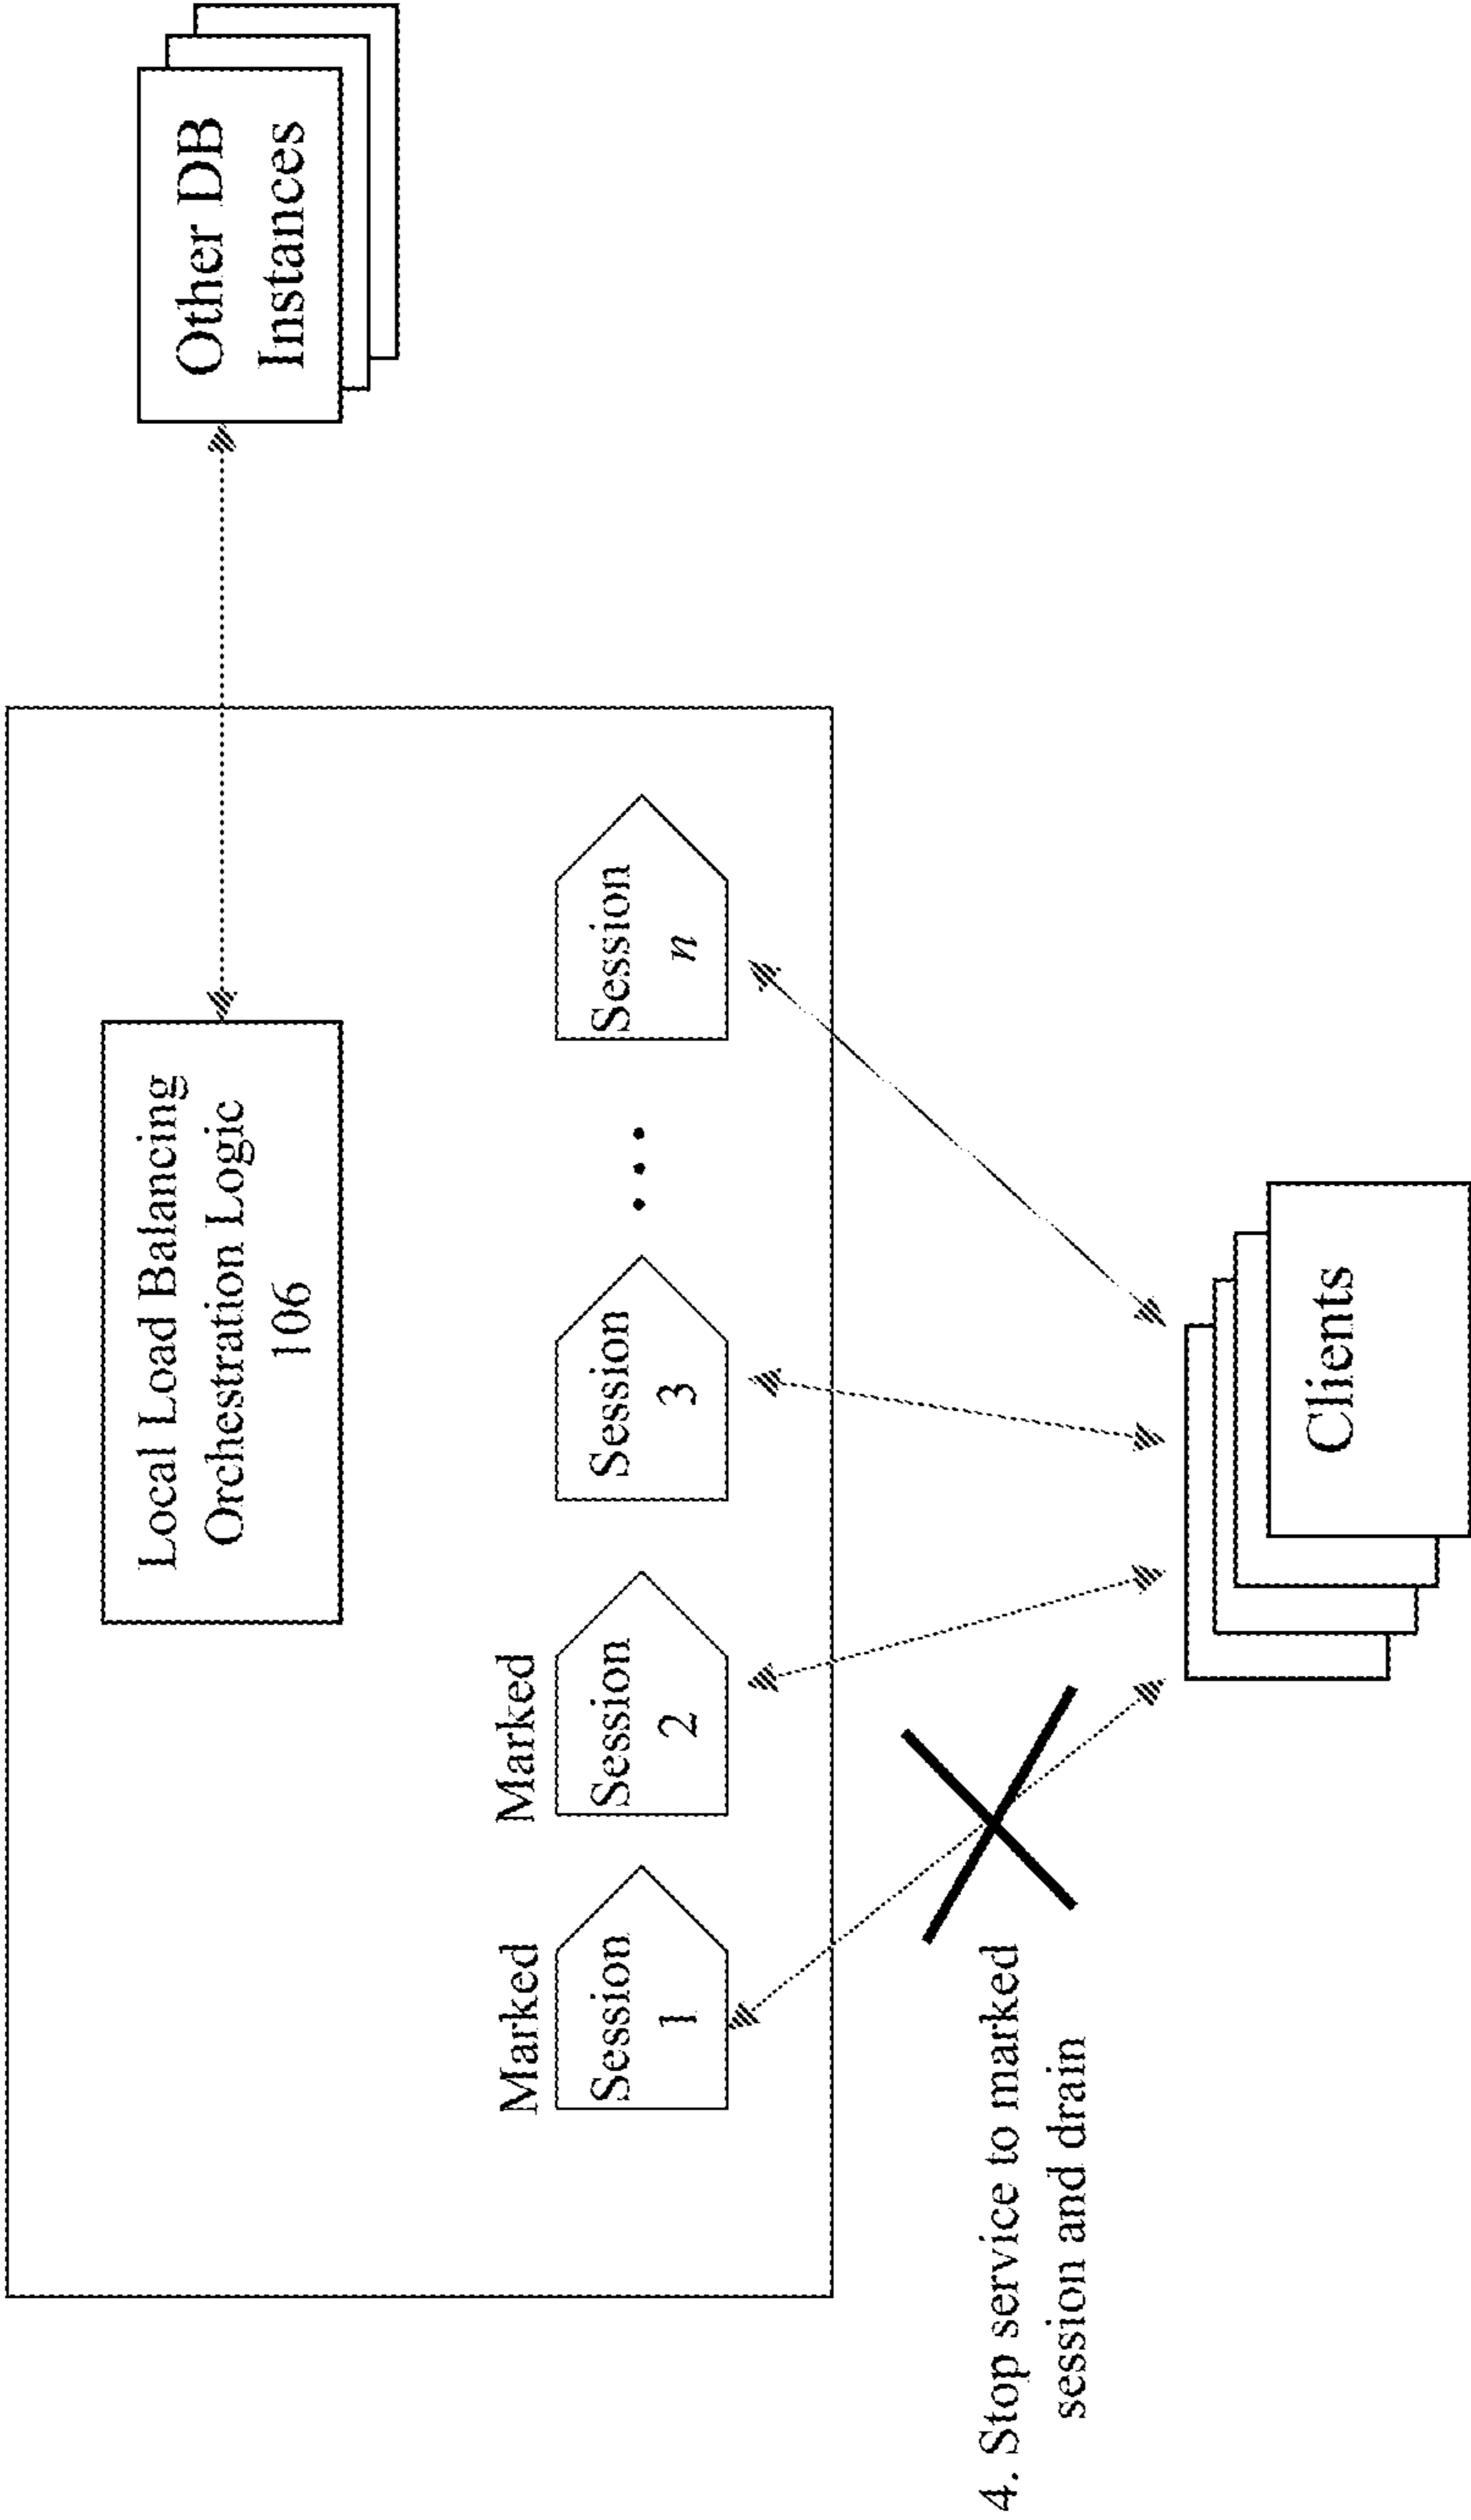 Local Load Balancing
Orchestration Logic
106
Other DB
Instances
Marked
Marked
Session
1
Session
2
Session
3
. . .
Session
n
4. Stop service to marked
session and drain
Clients